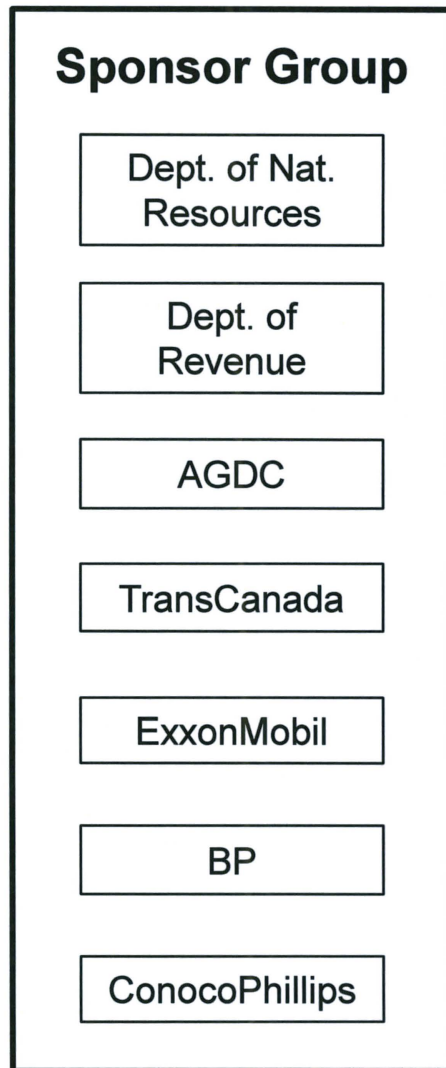 Sponsor Group
Dept. of Nat.
Resources
Dept. of
Revenue
AGDC
TransCanada
ExxonMobil
BP
ConocoPhillips